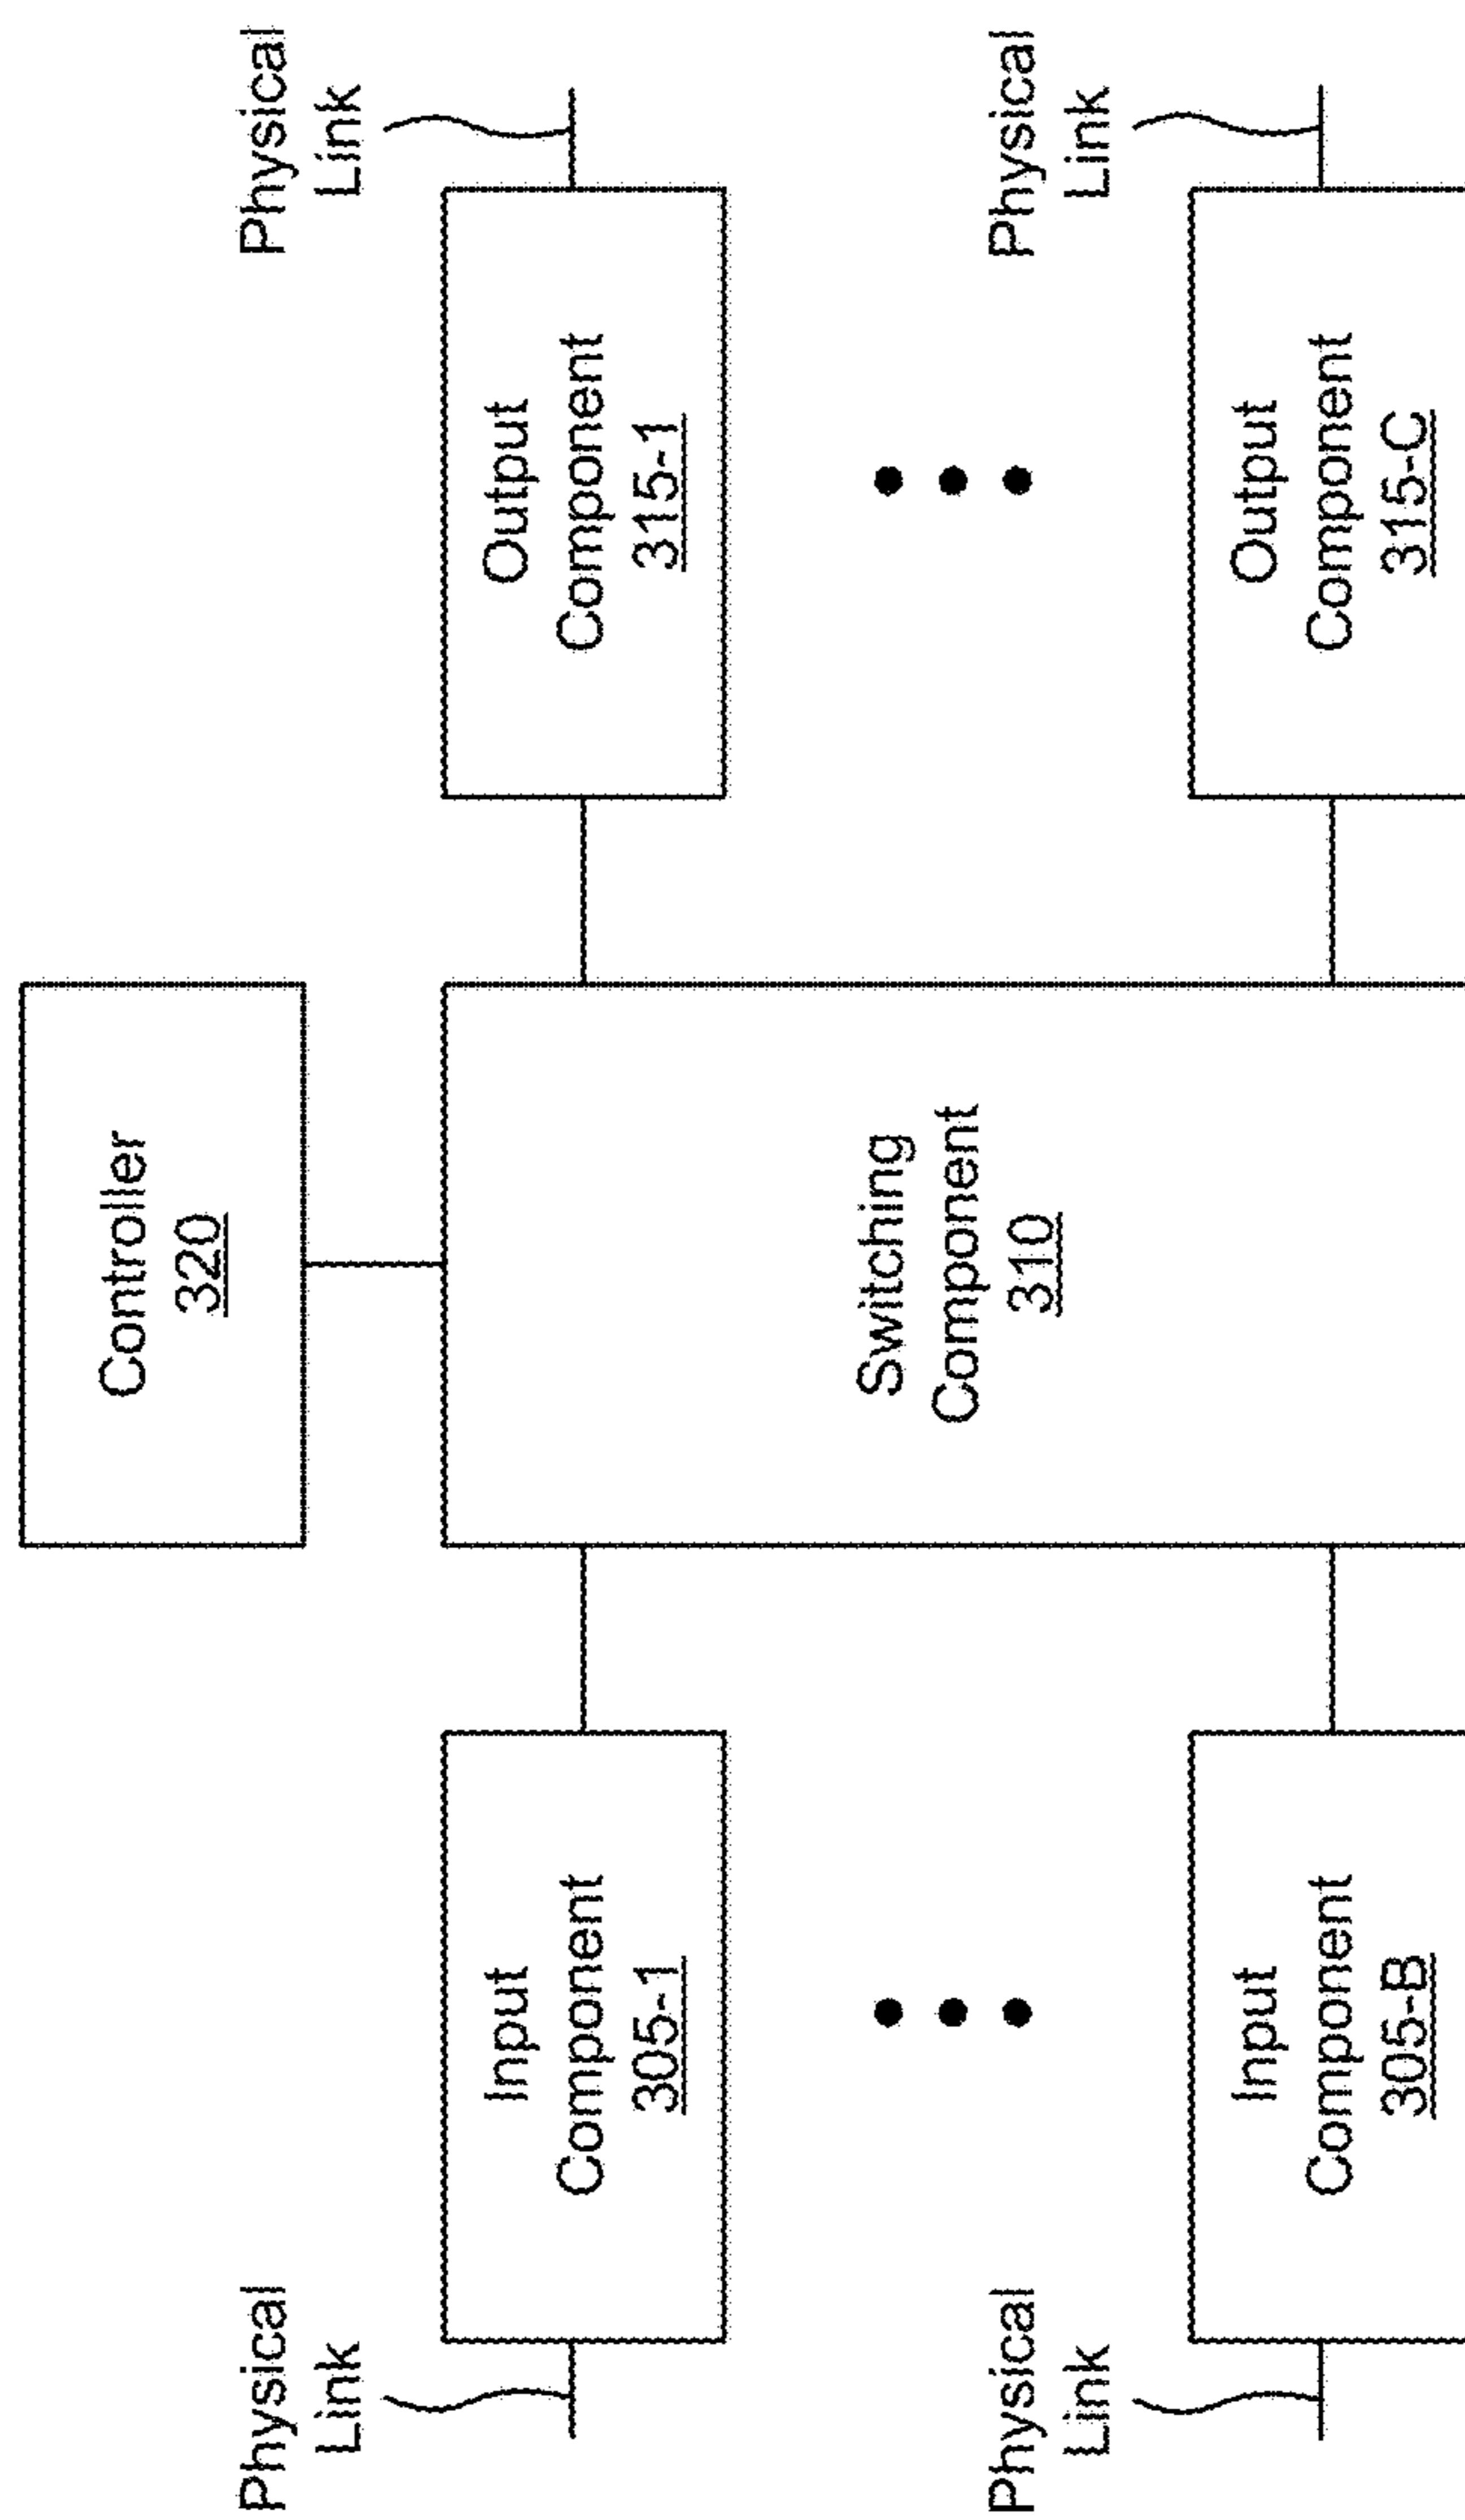 Controller
320
Physical
Link
Physical
Link
Input
Component
305-1
Output
Component
315-1
Switching
Component
310
Physical
Link
Physical
Link
Input
Component
305-B
Output
Component
315-C